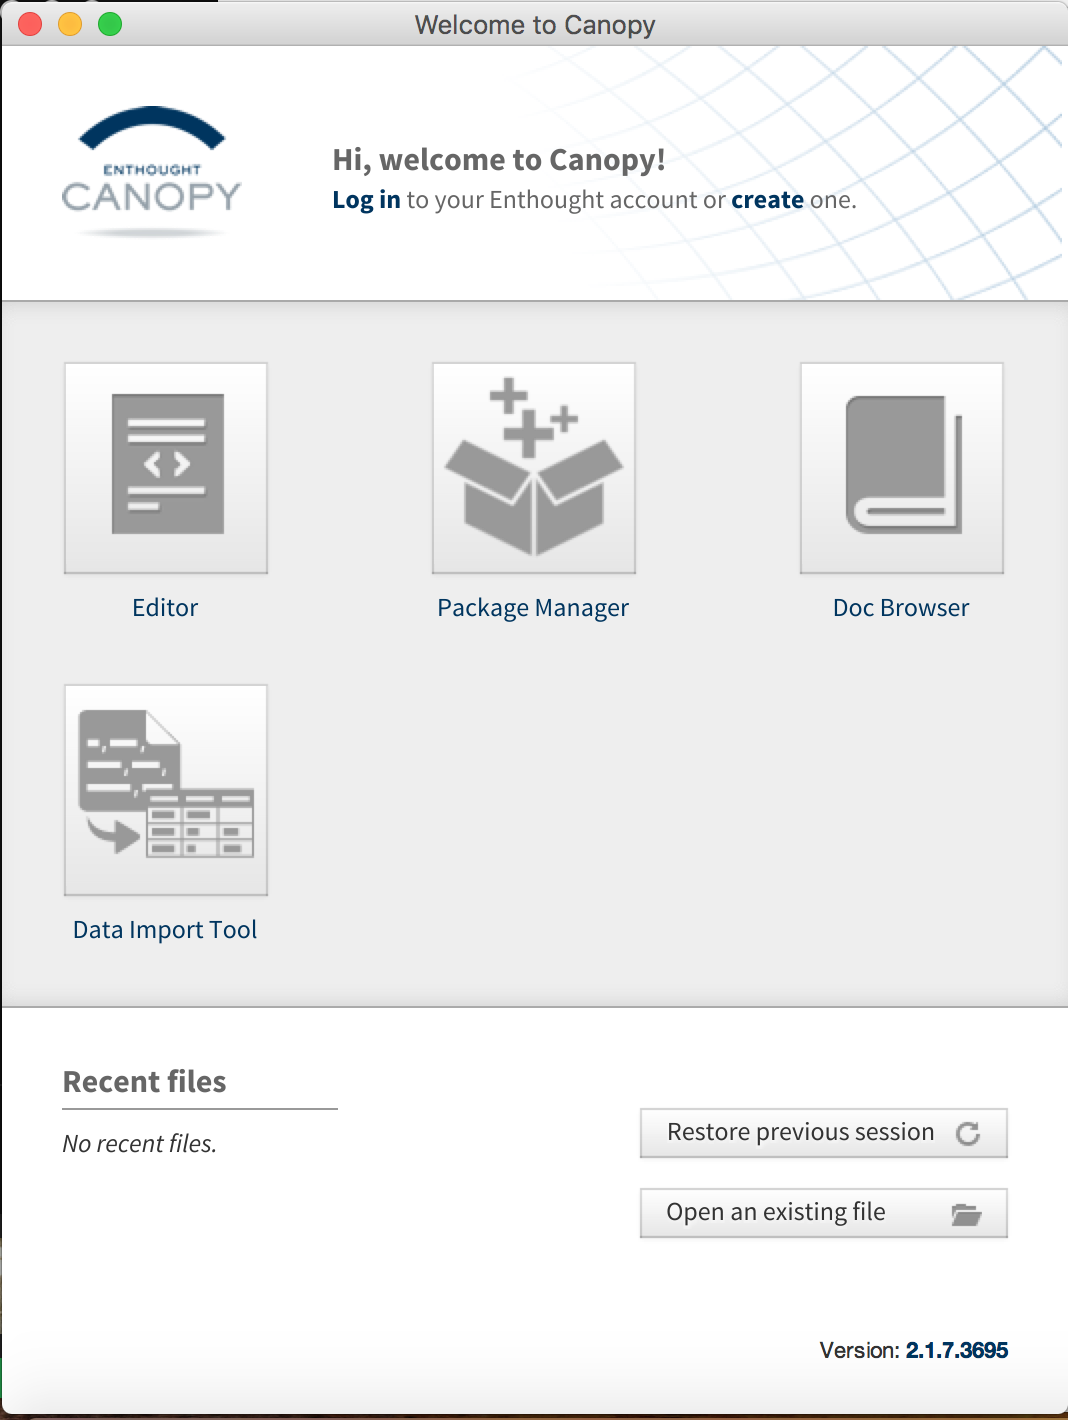 Welcome to Canopy
ENTHOUGHT
CANOPY
Hi, welcome to Canopy!
Log in to your Enthought account or create one.
Editor
Package Manager
Doc Browser
Data Import Tool
Recent files
No recent files.
Restore previous session
Open an existing file
Version: 2.1.7.3695